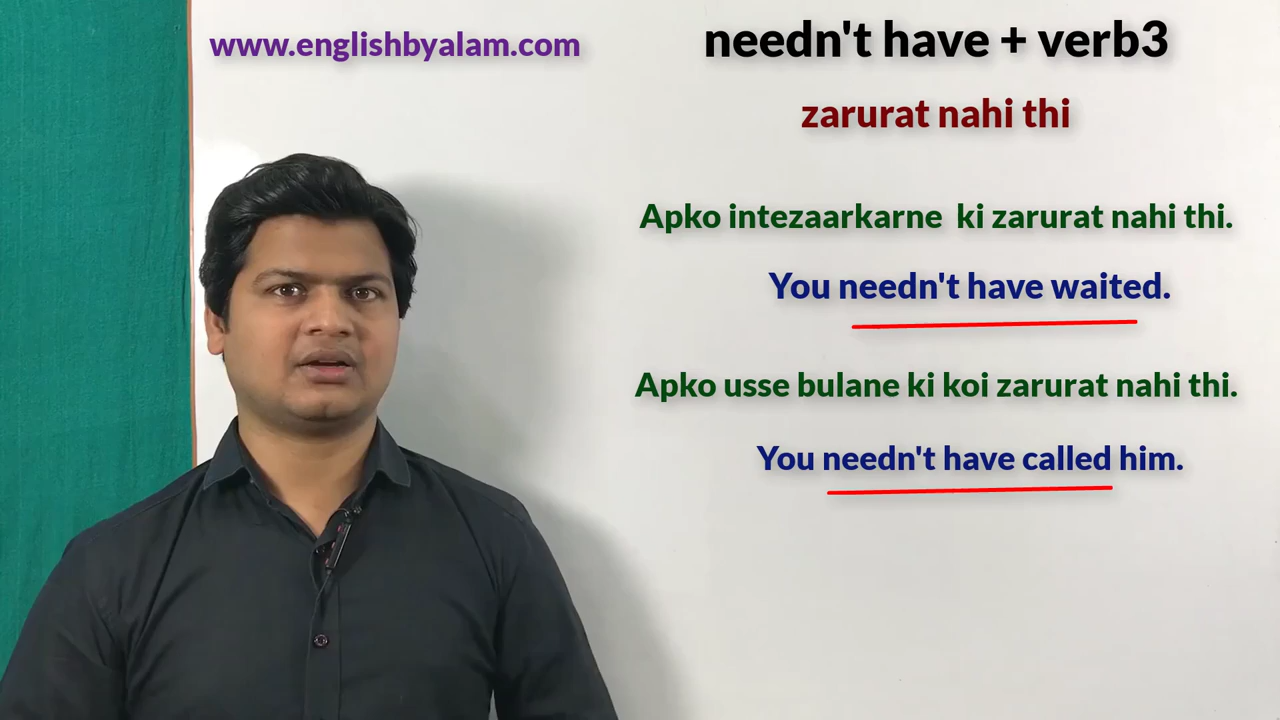 www.englishbyalam.com
needn't have + verb3
zarurat nahi thi
Apko intezaarkarne ki zarurat nahi thi.
You needn't have waited.
Apko usse bulane ki koi zarurat nahi thi.
You needn't have called him.